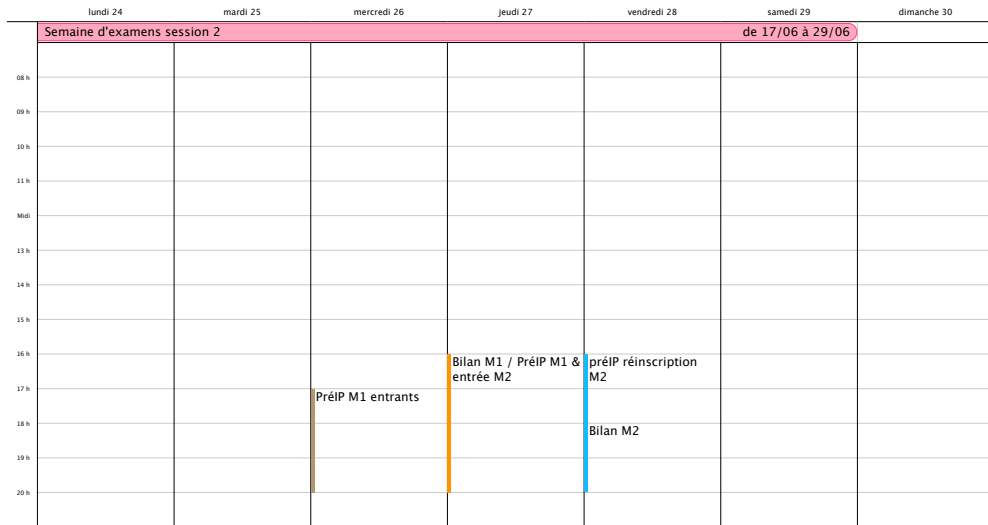 lundi 24 mardi 25 mercredi 26 jeudi 27 vendredi 28 samedi 29 dimanche 30
Semaine d'examens session 2 de 17/06 à 29/06
08 h
09 h
10 h
11 h
Midi
13 h
14 h
15 h
16 h
Bilan M1 / PréIP M1 &
entrée M2
préIP réinscription
M2
17 h
PréIP M1 entrants
18 h
Bilan M2
19 h
20 h